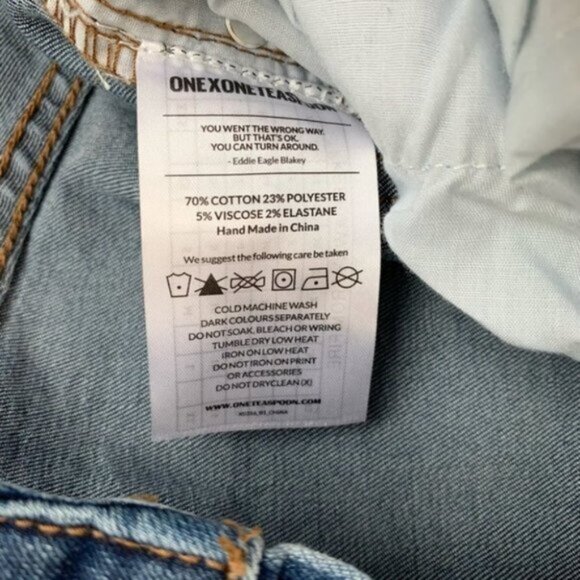 ONEXONETEASPOON
YOU WENT THE WRONG WAY.
BUT THAT'S OK.
YOU CAN TURN AROUND.
- Eddie Eagle Blakey
70% COTTON 23% POLYESTER
5% VISCOSE 2% ELASTANE
Hand Made in China
We suggest the following care be taken
COLD MACHINE WASH
DARK COLOURS SEPARATELY
DO NOT SOAK, BLEACH OR WRING
TUMBLE DRY LOW HEAT
IRON ON LOW HEAT
DO NOT IRON ON PRINT
OR ACCESSORIES
DO NOT DRYCLEAN (X)
WWW.ONETEASPOON.COM